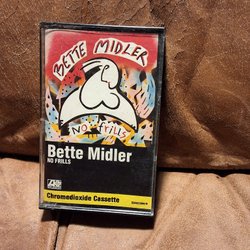 BETTE MIDLER
No Frills
Bette Midler
NO FRILLS
Chromedioxide Cassette